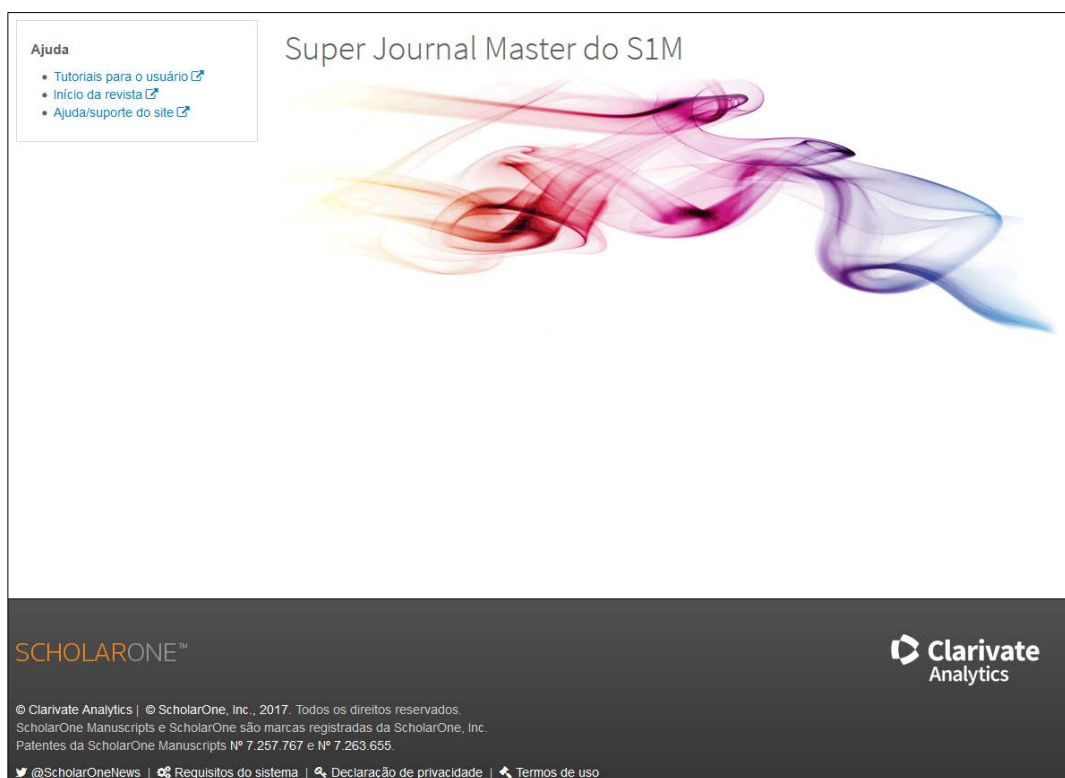 Ajuda
Tutoriais para o usuário
Início da revista
Ajuda/suporte do site
Super Journal Master do S1M
SCHOLARONE™
Clarivate
Analytics
© Clarivate Analytics | © ScholarOne, Inc., 2017. Todos os direitos reservados.
ScholarOne Manuscripts e ScholarOne são marcas registradas da ScholarOne, Inc.
Patentes da ScholarOne Manuscripts Nº 7.257.767 e Nº 7.263.655.
@ScholarOneNews | Requisitos do sistema | Declaração de privacidade | Termos de uso